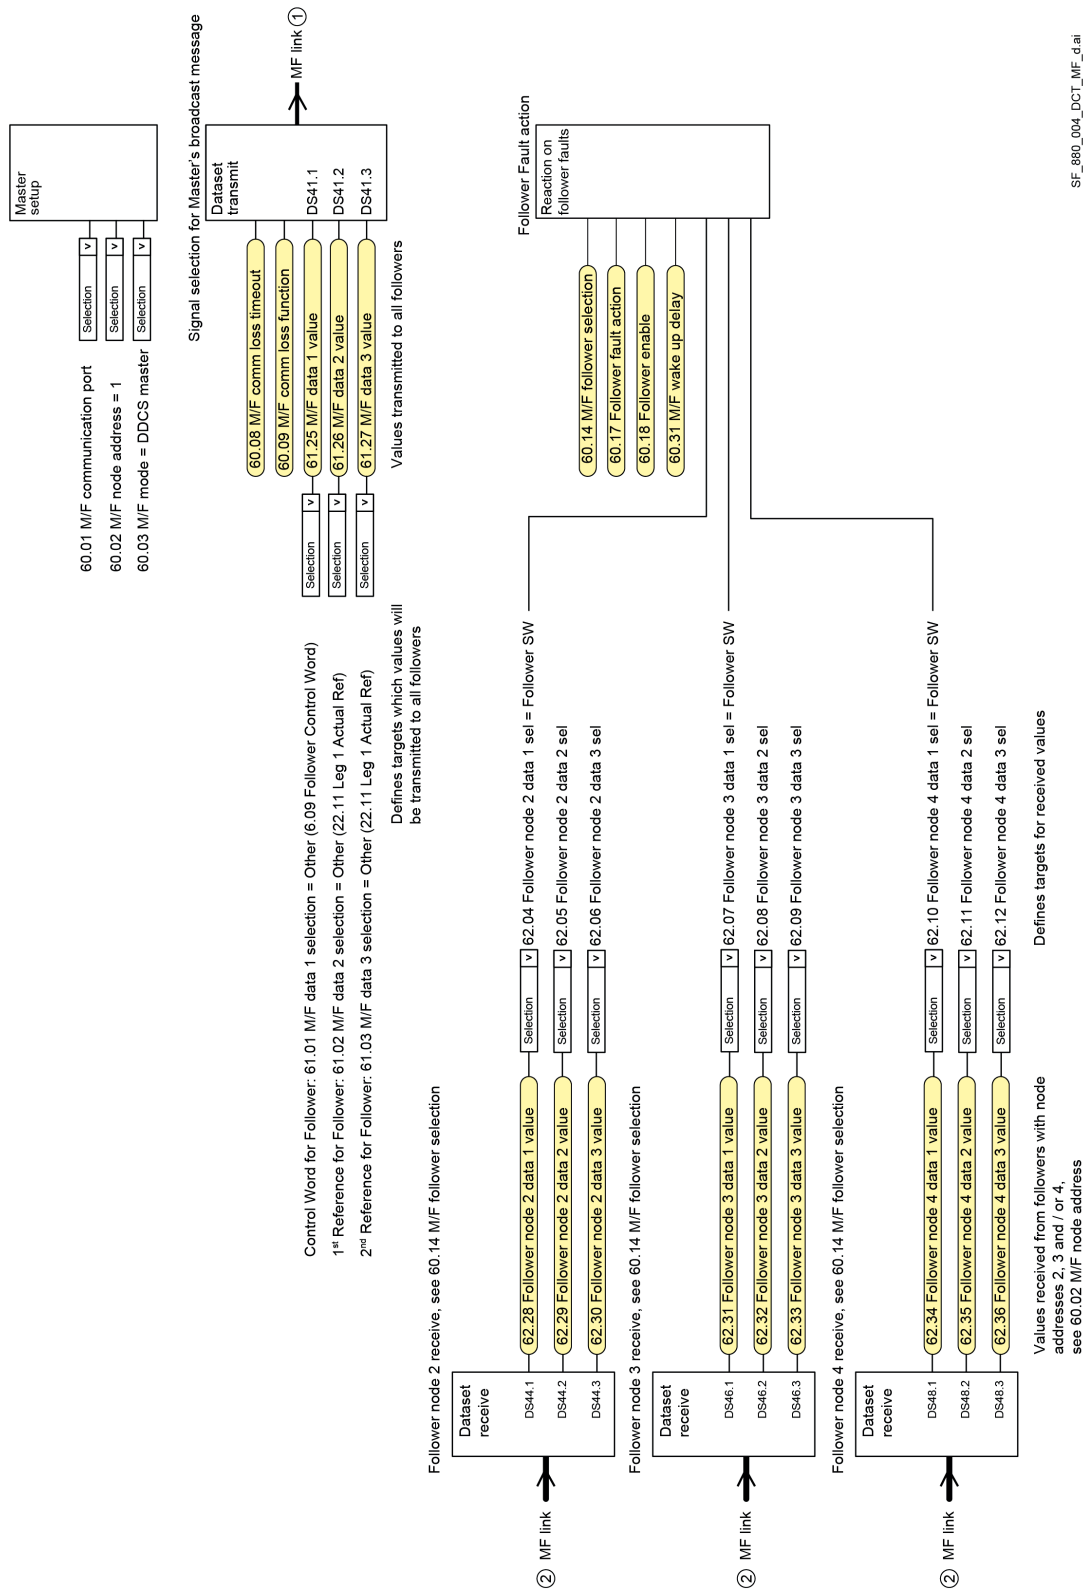 Master
setup
Selection v
Selection v
Selection v
60.01 M/F communication port
60.02 M/F node address = 1
60.03 M/F mode = DDCS master
Signal selection for Master's broadcast message
Dataset
transmit
MF link 1
DS41.1
DS41.2
DS41.3
60.08 M/F comm loss timeout
60.09 M/F comm loss function
61.25 M/F data 1 value
61.26 M/F data 2 value
61.27 M/F data 3 value
Values transmitted to all followers
Selection v
Selection v
Selection v
Control Word for Follower: 61.01 M/F data 1 selection = Other (6.09 Follower Control Word)
1st Reference for Follower: 61.02 M/F data 2 selection = Other (22.11 Leg 1 Actual Ref)
2nd Reference for Follower: 61.03 M/F data 3 selection = Other (22.11 Leg 1 Actual Ref)
Defines targets which values will
be transmitted to all followers
Follower node 2 receive, see 60.14 M/F follower selection
2 MF link
Dataset
receive
DS44.1
DS44.2
DS44.3
62.28 Follower node 2 data 1 value
62.29 Follower node 2 data 2 value
62.30 Follower node 2 data 3 value
Selection v
Selection v
Selection v
62.04 Follower node 2 data 1 sel = Follower SW
62.05 Follower node 2 data 2 sel
62.06 Follower node 2 data 3 sel
Follower Fault action
Reaction on
follower faults
60.14 M/F follower selection
60.17 Follower fault action
60.18 Follower enable
60.31 M/F wake up delay
Follower node 3 receive, see 60.14 M/F follower selection
2 MF link
Dataset
receive
DS46.1
DS46.2
DS46.3
62.31 Follower node 3 data 1 value
62.32 Follower node 3 data 2 value
62.33 Follower node 3 data 3 value
Selection v
Selection v
Selection v
62.07 Follower node 3 data 1 sel = Follower SW
62.08 Follower node 3 data 2 sel
62.09 Follower node 3 data 3 sel
Follower node 4 receive, see 60.14 M/F follower selection
2 MF link
Dataset
receive
DS48.1
DS48.2
DS48.3
62.34 Follower node 4 data 1 value
62.35 Follower node 4 data 2 value
62.36 Follower node 4 data 3 value
Selection v
Selection v
Selection v
62.10 Follower node 4 data 1 sel = Follower SW
62.11 Follower node 4 data 2 sel
62.12 Follower node 4 data 3 sel
Values received from followers with node
addresses 2, 3 and / or 4,
see 60.02 M/F node address
Defines targets for received values
SF_880_004_DCT_MF_d.ai